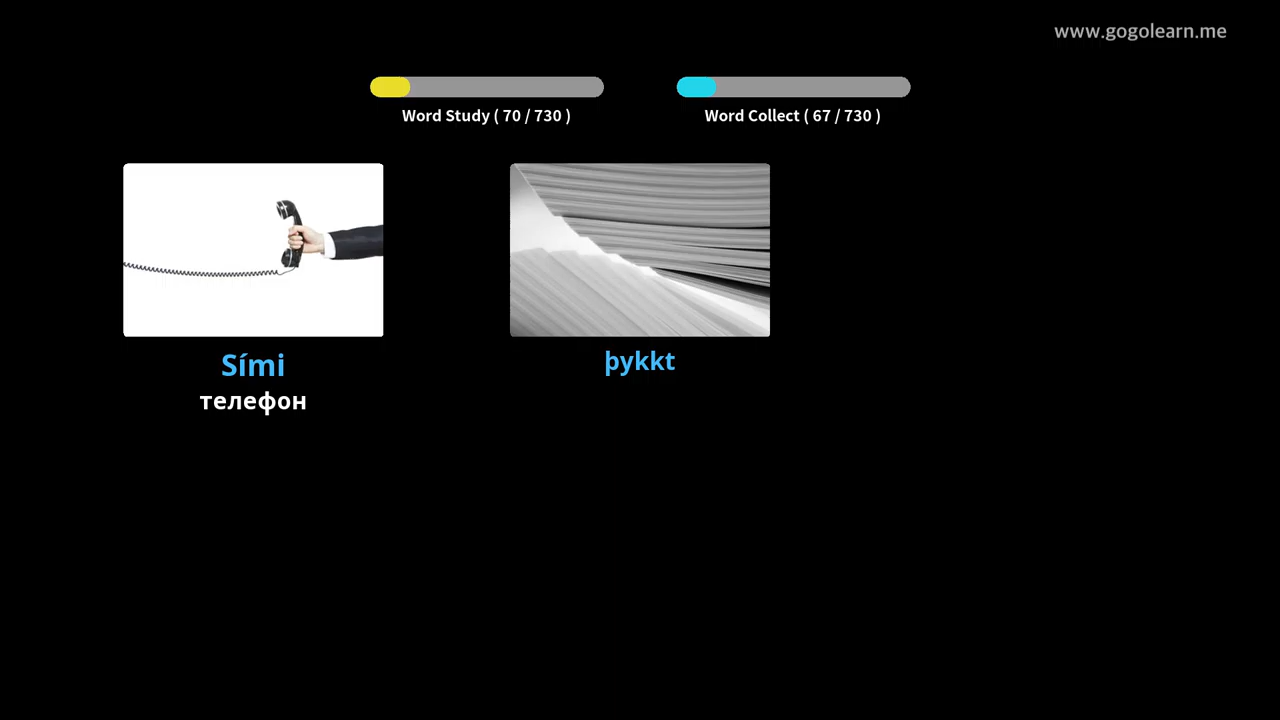 www.gogolearn.me
Word Study ( 70 / 730 )
Word Collect ( 67 / 730 )
Sími
телефон
þykkt